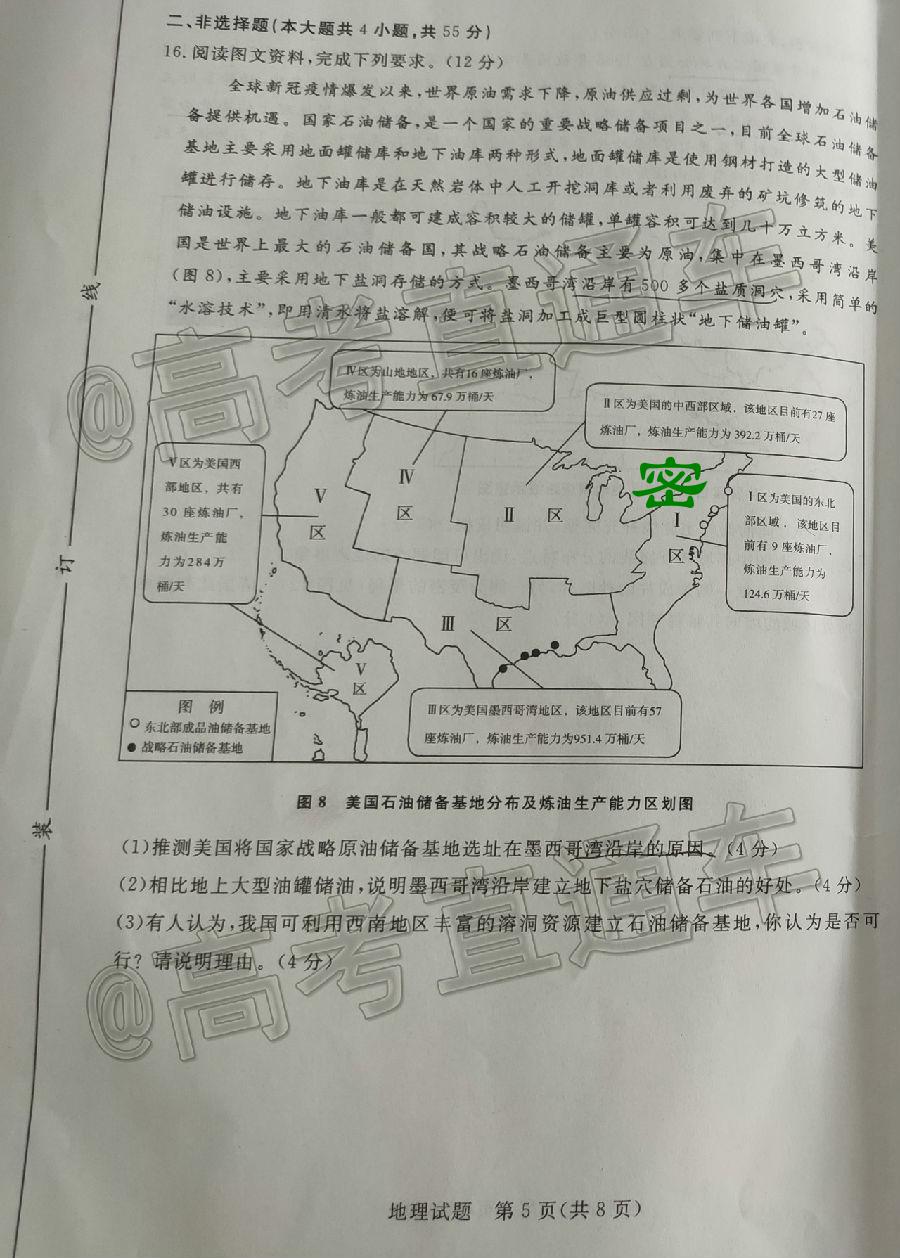 二、非选择题(本大题共4小题,共55分)
16.阅读图文资料,完成下列要求。(12分)
全球新冠疫情爆发以来,世界原油需求下降,原油供应过剩,为世界各国增加石油储
备提供机遇。国家石油储备,是一个国家的重要战略储备项目之一,目前全球石油储备
基地主要采用地面罐储库和地下油库两种形式,地面罐储库是使用钢材打造的大型储油
罐进行储存。地下油库是在天然岩体中人工开挖洞库或者利用废弃的矿坑修筑的地下
储油设施。地下油库一般都可建成容积较大的储罐,单罐容积可达到几十万立方米。美
国是世界上最大的石油储备国,其战略石油储备主要为原油,集中在墨西哥湾沿岸
(图8),主要采用地下盐洞存储的方式。墨西哥湾沿岸有500多个盐质洞穴,采用简单的
“水溶技术”,即用清水将盐溶解,便可将盐洞加工成巨型圆柱状“地下储油罐”。
Ⅳ区为山地地区,共有16座炼油厂,
炼油生产能力为67.9万桶/天
Ⅱ区为美国的中西部区域,该地区目前有27座
炼油厂,炼油生产能力为392.2万桶/天
Ⅴ区为美国西
部地区,共有
30座炼油厂,
炼油生产能
力为284万
桶/天
Ⅰ区为美国的东北
部区域,该地区目
前有9座炼油厂,
炼油生产能力为
124.6万桶/天
Ⅴ
区
Ⅳ
区
Ⅱ区
密
Ⅰ
区
Ⅲ区
Ⅴ
区
Ⅲ区为美国墨西哥湾地区,该地区目前有57
座炼油厂,炼油生产能力为951.4万桶/天
图例
东北部成品油储备基地
战略石油储备基地
图8 美国石油储备基地分布及炼油生产能力区划图
(1)推测美国将国家战略原油储备基地选址在墨西哥湾沿岸的原因。(4分)
(2)相比地上大型油罐储油,说明墨西哥湾沿岸建立地下盐穴储备石油的好处。(4分)
(3)有人认为,我国可利用西南地区丰富的溶洞资源建立石油储备基地,你认为是否可
行?请说明理由。(4分)
地理试题 第5页(共8页)
线
订
装
@高考直通车
@高考直通车